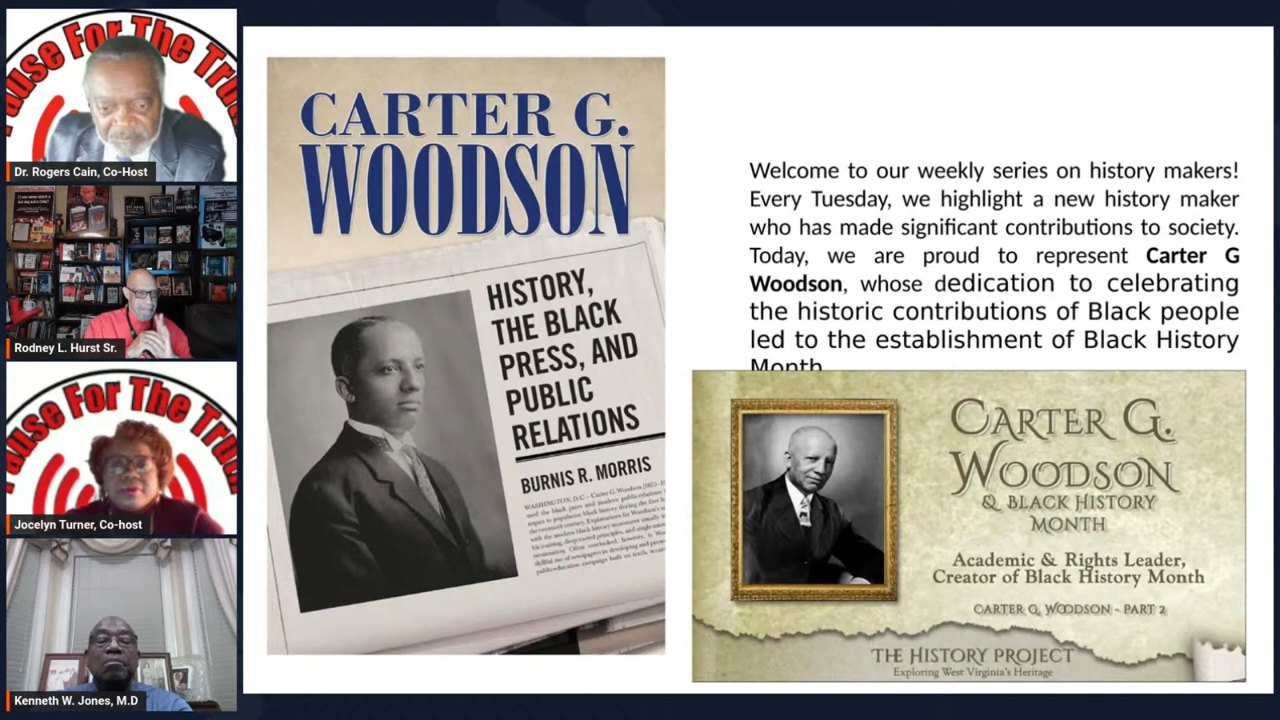 Pause For The Tru
Dr. Rogers Cain, Co-Host
Rodney L. Hurst Sr.
Pause For The Tru
Jocelyn Turner, Co-host
Kenneth W. Jones, M.D
CARTER G.
WOODSON
HISTORY,
THE BLACK
PRESS, AND
PUBLIC
RELATIONS
BURNIS R. MORRIS
Welcome to our weekly series on history makers!
Every Tuesday, we highlight a new history maker
who has made significant contributions to society.
Today, we are proud to represent Carter G
Woodson, whose dedication to celebrating
the historic contributions of Black people
led to the establishment of Black History
Month
CARTER G.
WOODSON
& BLACK HISTORY
MONTH
Academic & Rights Leader,
Creator of Black History Month
CARTER G. WOODSON - PART 2
THE HISTORY PROJECT
Exploring West Virginia's Heritage